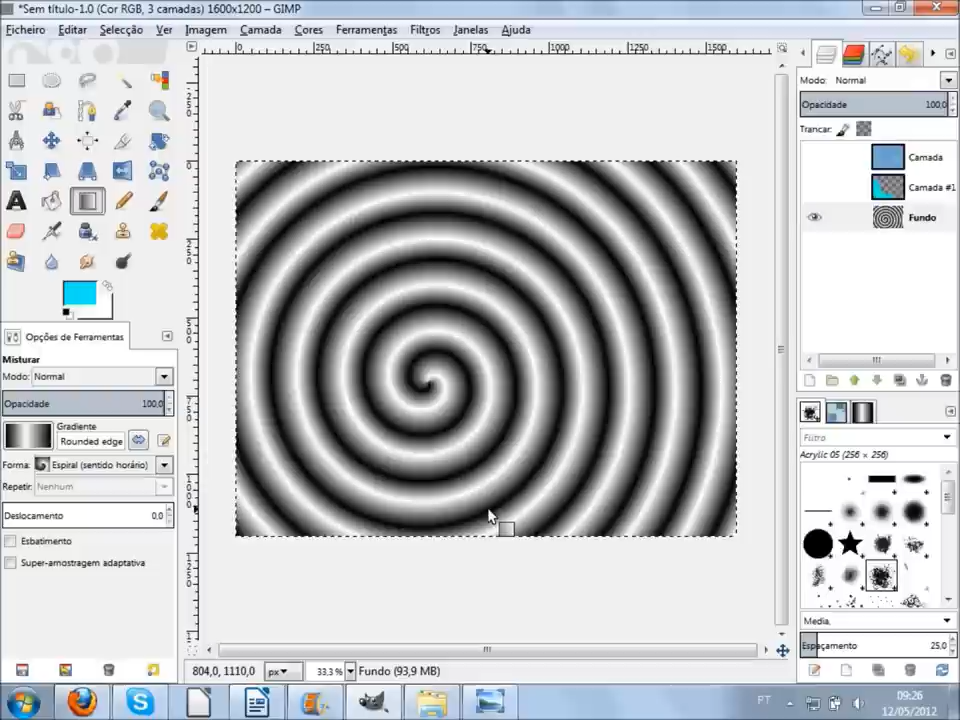 *Sem título-1.0 (Cor RGB, 3 camadas) 1600x1200 – GIMP
Ficheiro Editar Selecção Ver Imagem Camada Cores Ferramentas Filtros Janelas Ajuda
0 250 500 750 1000 1250 1500
Modo: Normal
Opacidade 100,0
Trancar:
Camada
Camada #1
Fundo
Opções de Ferramentas
Misturar
Modo: Normal
Opacidade 100,0
Gradiente
Rounded edge
Forma: Espiral (sentido horário)
Repetir: Nenhum
Deslocamento 0,0
Esbatimento
Super-amostragem adaptativa
Filtro
Acrylic 05 (256 × 256)
Media,
Espaçamento 25,0
804,0, 1110,0 px 33.3 % Fundo (93,9 MB)
PT
09:26
12/05/2012